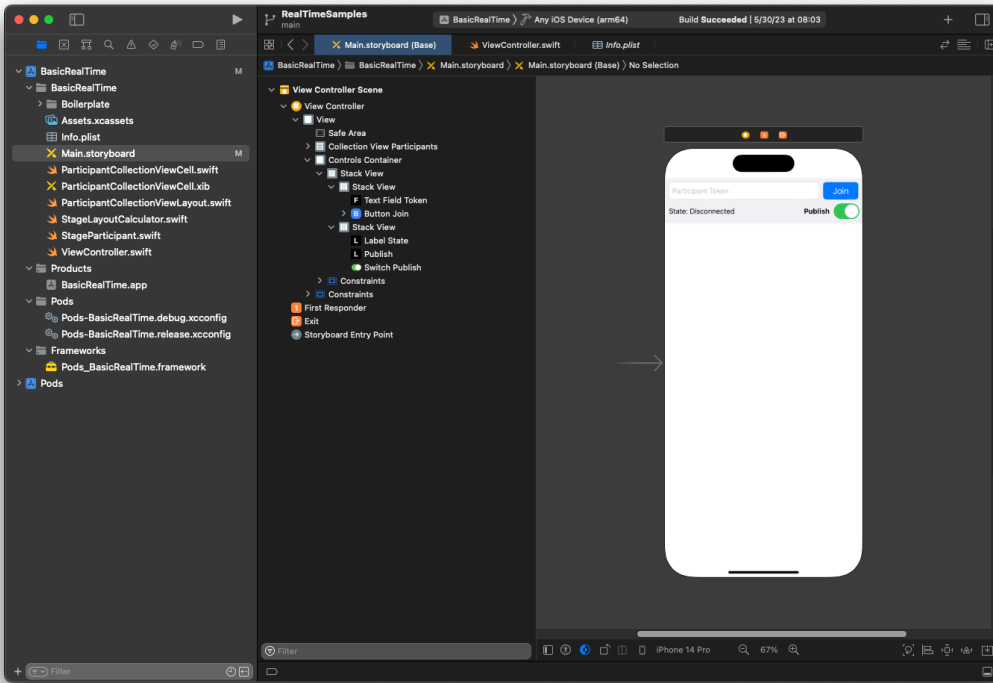 RealTimeSamples
main
BasicRealTime
Any iOS Device (arm64)
Build Succeeded | 5/30/23 at 08:03
Main.storyboard (Base)
ViewController.swift
Info.plist
BasicRealTime
BasicRealTime
Main.storyboard
Main.storyboard (Base)
No Selection
BasicRealTime
M
BasicRealTime
Boilerplate
Assets.xcassets
Info.plist
Main.storyboard
M
ParticipantCollectionViewCell.swift
ParticipantCollectionViewCell.xib
ParticipantCollectionViewLayout.swift
StageLayoutCalculator.swift
StageParticipant.swift
ViewController.swift
Products
BasicRealTime.app
Pods
Pods-BasicRealTime.debug.xcconfig
Pods-BasicRealTime.release.xcconfig
Frameworks
Pods_BasicRealTime.framework
Pods
Filter
View Controller Scene
View Controller
View
Safe Area
Collection View Participants
Controls Container
Stack View
Stack View
F Text Field Token
B Button Join
Stack View
L Label State
L Publish
Switch Publish
Constraints
Constraints
First Responder
Exit
Storyboard Entry Point
Filter
Participant Token
Join
State: Disconnected
Publish
iPhone 14 Pro
67%